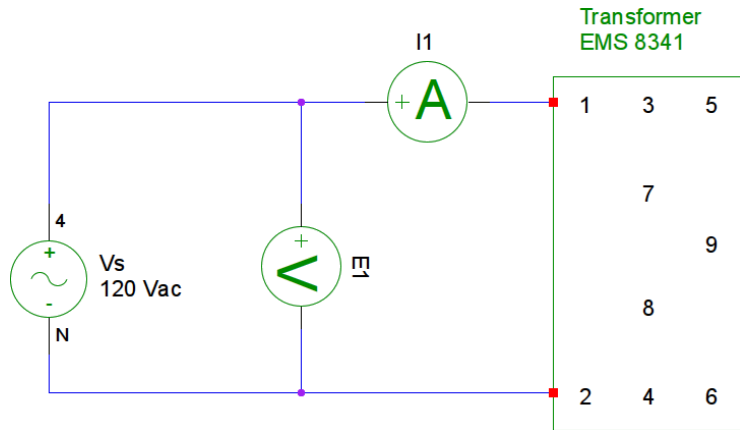 Transformer
EMS 8341
I1
+ A
1 3 5
7
9
8
2 4 6
4
+
-
N
Vs
120 Vac
+
V
E1